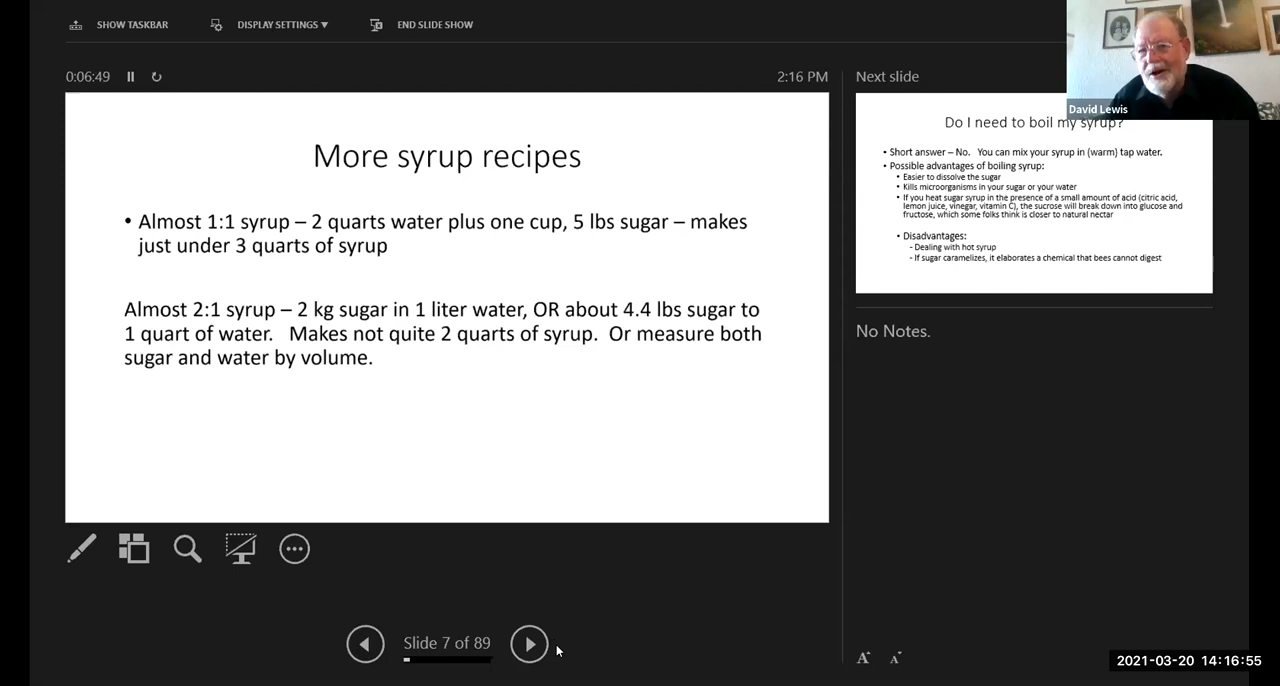 SHOW TASKBAR
DISPLAY SETTINGS ▼
END SLIDE SHOW
0:06:49
2:16 PM
More syrup recipes
• Almost 1:1 syrup – 2 quarts water plus one cup, 5 lbs sugar – makes
just under 3 quarts of syrup
Almost 2:1 syrup – 2 kg sugar in 1 liter water, OR about 4.4 lbs sugar to
1 quart of water.   Makes not quite 2 quarts of syrup.  Or measure both
sugar and water by volume.
Slide 7 of 89
Next slide
David Lewis
Do I need to boil my syrup?
• Short answer – No.   You can mix your syrup in (warm) tap water.
• Possible advantages of boiling syrup:
• Easier to dissolve the sugar
• Kills microorganisms in your sugar or your water
• If you heat sugar syrup in the presence of a small amount of acid (citric acid,
lemon juice, vinegar, vitamin C), the sucrose will break down into glucose and
fructose, which some folks think is closer to natural nectar
• Disadvantages:
- Dealing with hot syrup
- If sugar caramelizes, it elaborates a chemical that bees cannot digest
No Notes.
A A
2021-03-20 14:16:55